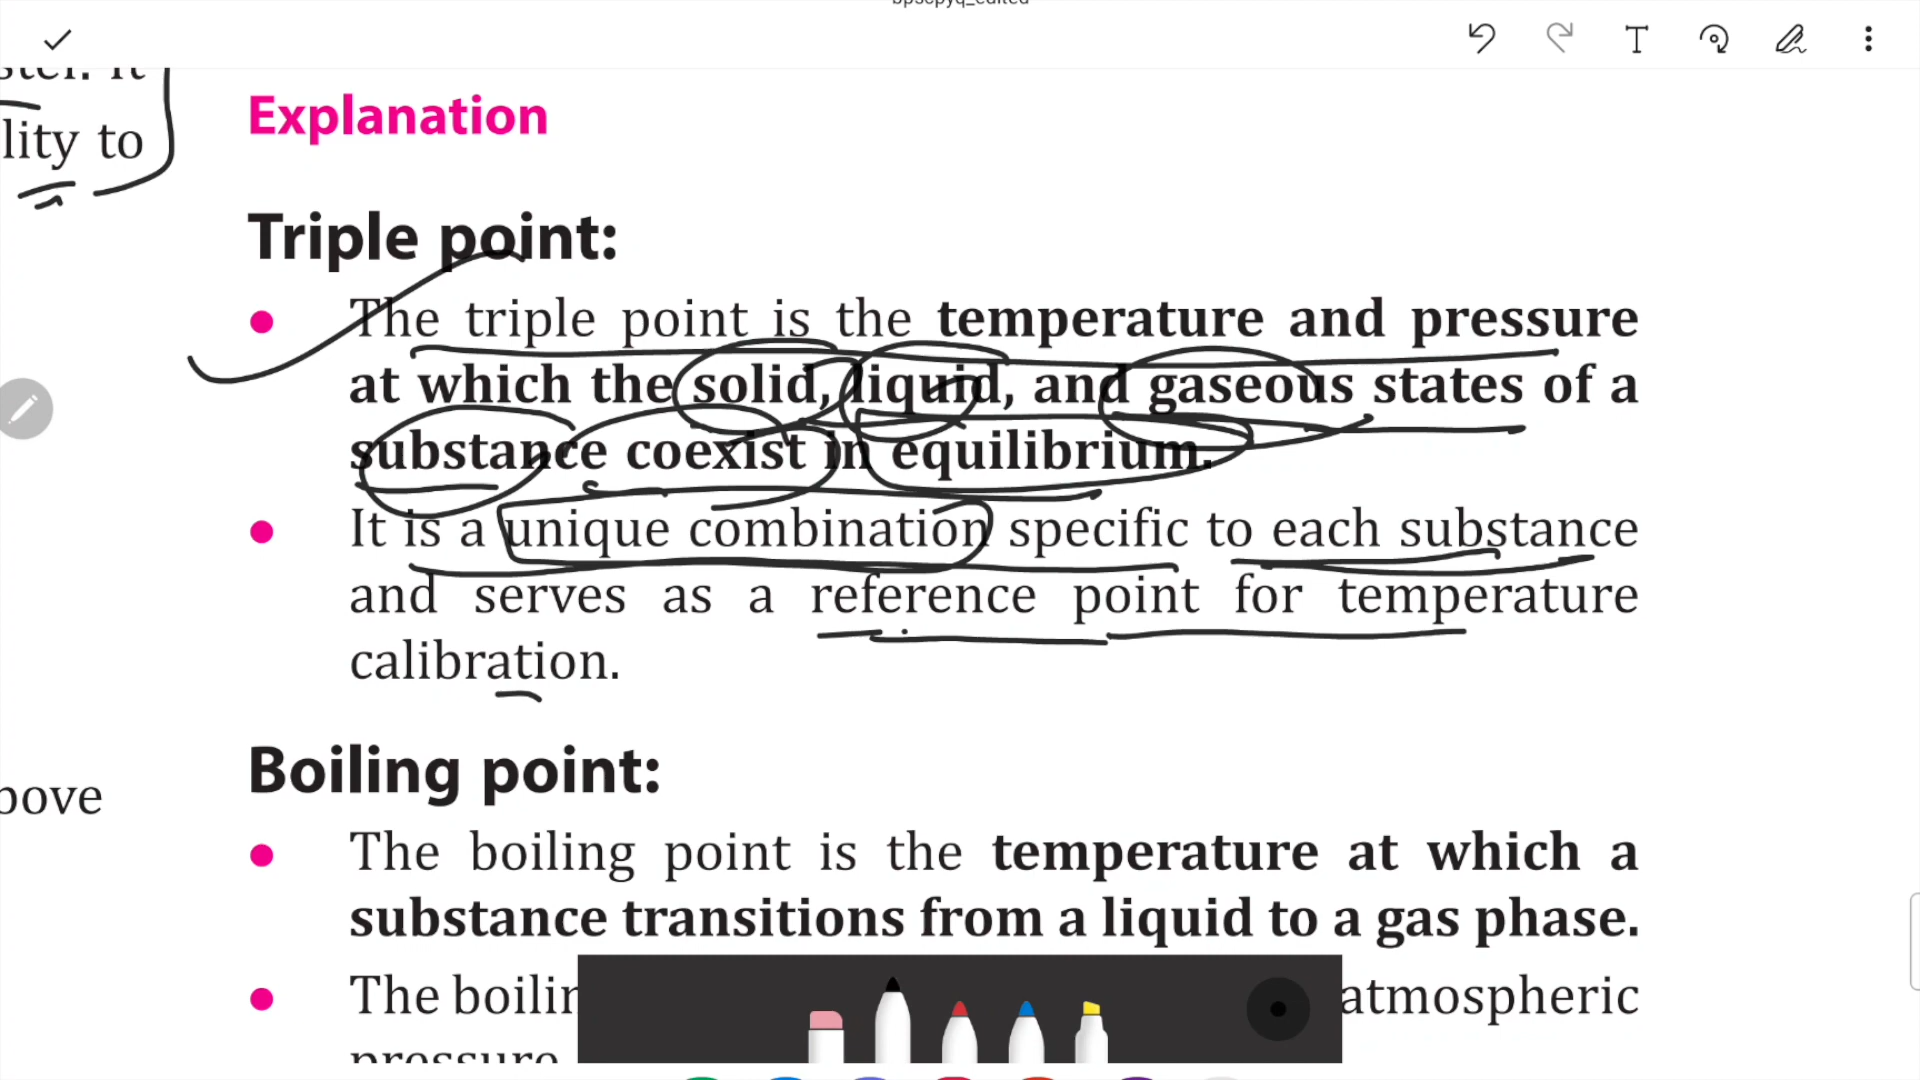 bpscpyq_edited
lity to
Explanation
Triple point:
The triple point is the temperature and pressure
at which the solid, liquid, and gaseous states of a
substance coexist in equilibrium.
It is a unique combination specific to each substance
and serves as a reference point for temperature
calibration.
Boiling point:
The boiling point is the temperature at which a
substance transitions from a liquid to a gas phase.
The atmospheric
pressure